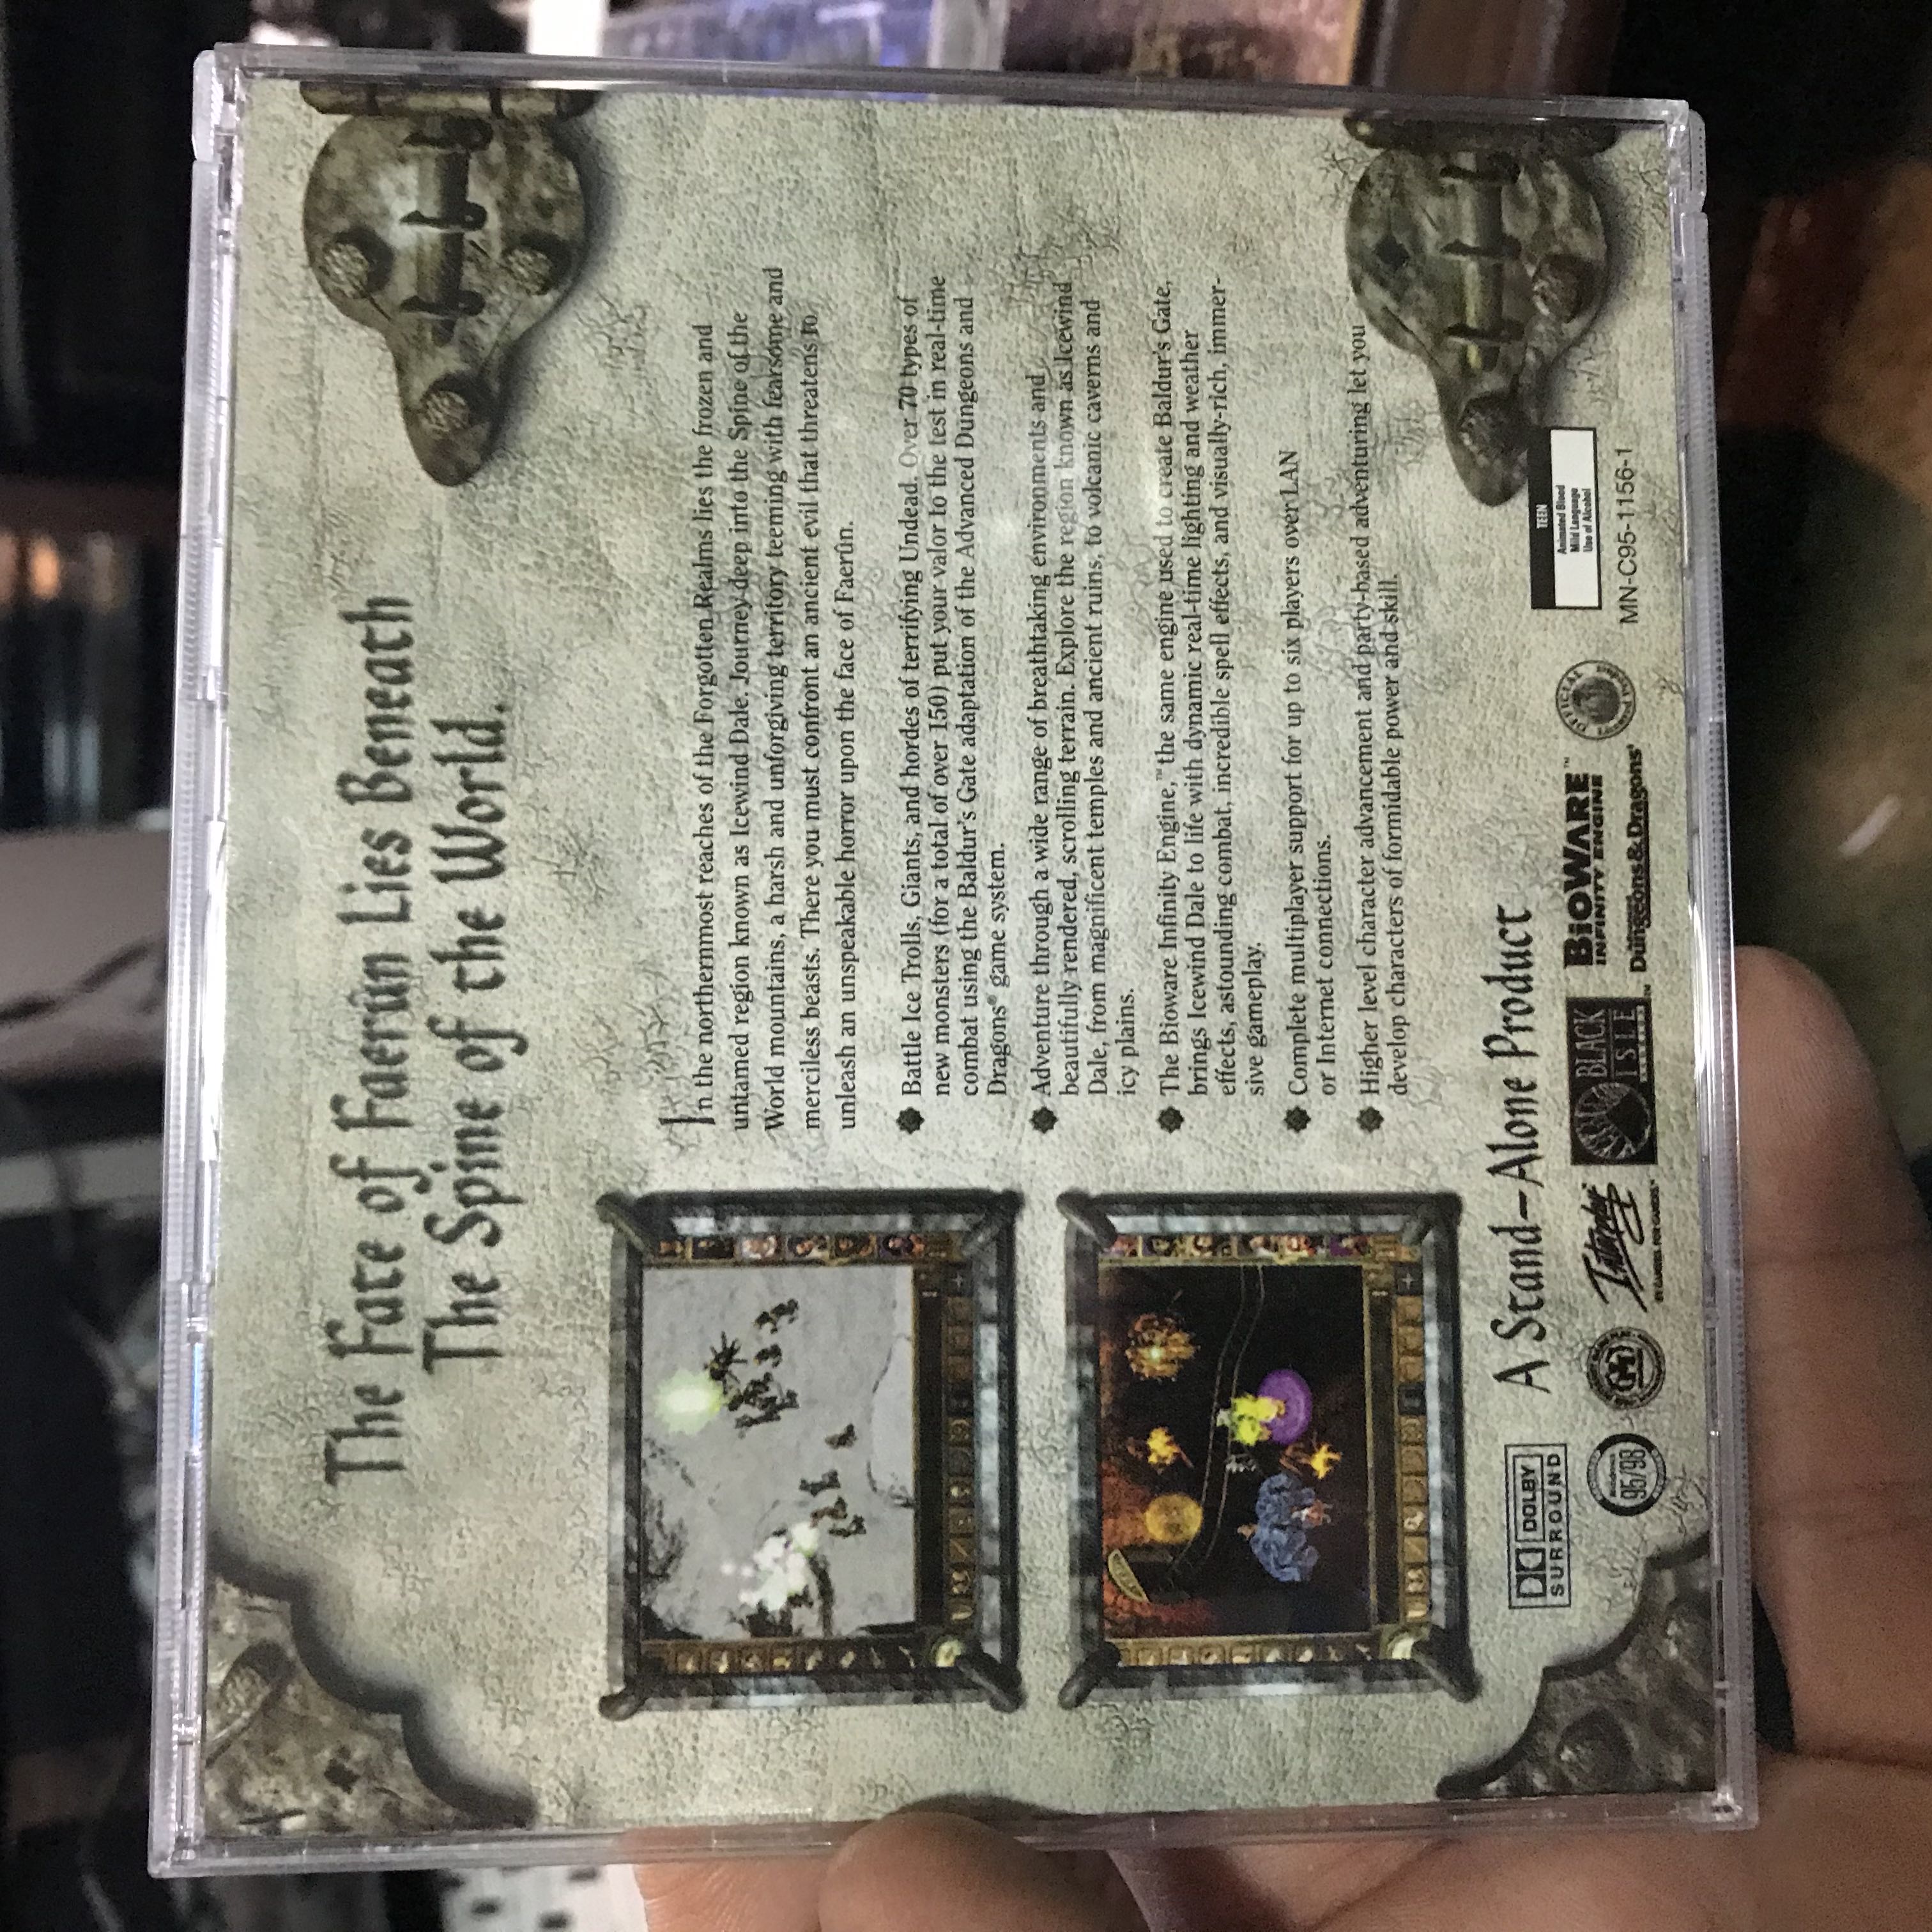 The Fate of Faerûn Lies Beneath
The Spine of the World.
In the northermost reaches of the Forgotten Realms lies the frozen and
untamed region known as Icewind Dale. Journey deep into the Spine of the
World mountains, a harsh and unforgiving territory teeming with fearsome and
merciless beasts. There you must confront an ancient evil that threatens to
unleash an unspeakable horror upon the face of Faerûn.
Battle Ice Trolls, Giants, and hordes of terrifying Undead. Over 70 types of
new monsters (for a total of over 150) put your valor to the test in real-time
combat using the Baldur's Gate adaptation of the Advanced Dungeons and
Dragons® game system.
Adventure through a wide range of breathtaking environments and
beautifully rendered, scrolling terrain. Explore the region known as Icewind
Dale, from magnificent temples and ancient runs, to volcanic caverns and
icy plains.
The Bioware Infinity Engine,™ the same engine used to create Baldur's Gate,
brings Icewind Dale to life with dynamic real-time lighting and weather
effects, astounding combat, incredible spell effects, and visually-rich, immer-
sive gameplay.
Complete multiplayer support for up to six players over LAN
or Internet connections.
Higher level character advancement and party-based adventuring let you
develop characters of formidable power and skill.
A Stand-Alone Product
DOLBY
SURROUND
95/98
Interplay
BY GAMERS. FOR GAMERS.™
BLACK
ISLE
STUDIOS™
BIOWARE™
INFINITY ENGINE
Dungeons&Dragons®
OFFICIAL
TEEN
Animated Blood
Mild Language
Use of Alcohol
MN-C95-1156-1